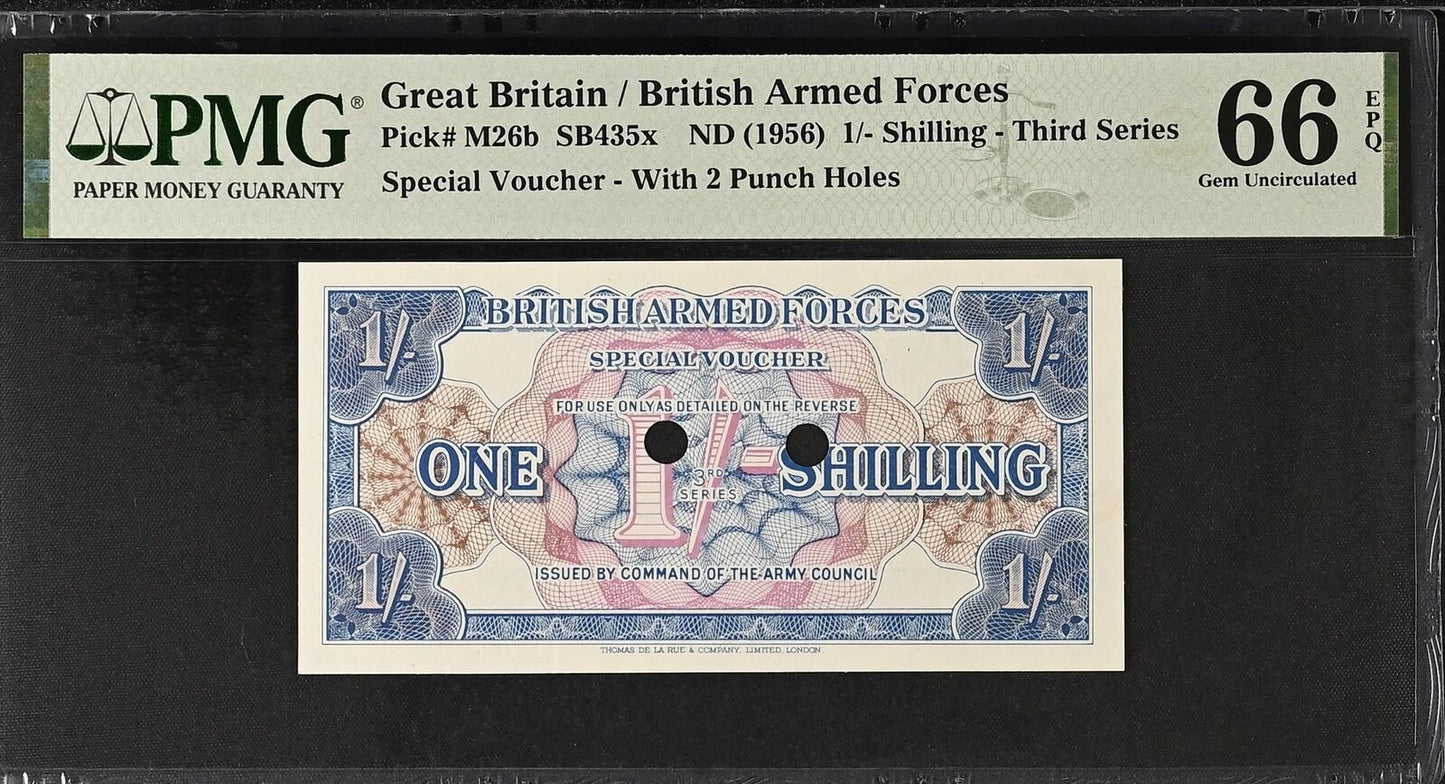 PMG®
PAPER MONEY GUARANTY
Great Britain / British Armed Forces
Pick# M26b SB435x ND (1956) 1/- Shilling - Third Series
Special Voucher - With 2 Punch Holes
66
EPQ
Gem Uncirculated
1/-
BRITISH ARMED FORCES
1/-
SPECIAL VOUCHER
FOR USE ONLY AS DETAILED ON THE REVERSE
1/-
ONE SHILLING
3RD
SERIES
ISSUED BY COMMAND OF THE ARMY COUNCIL
1/-
1/-
THOMAS DE LA RUE & COMPANY, LIMITED, LONDON